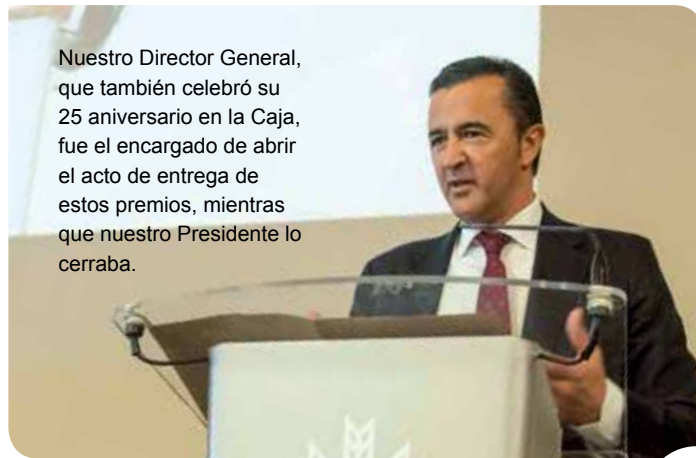 Nuestro Director General,
que también celebró su
25 aniversario en la Caja,
fue el encargado de abrir
el acto de entrega de
estos premios, mientras
que nuestro Presidente lo
cerraba.